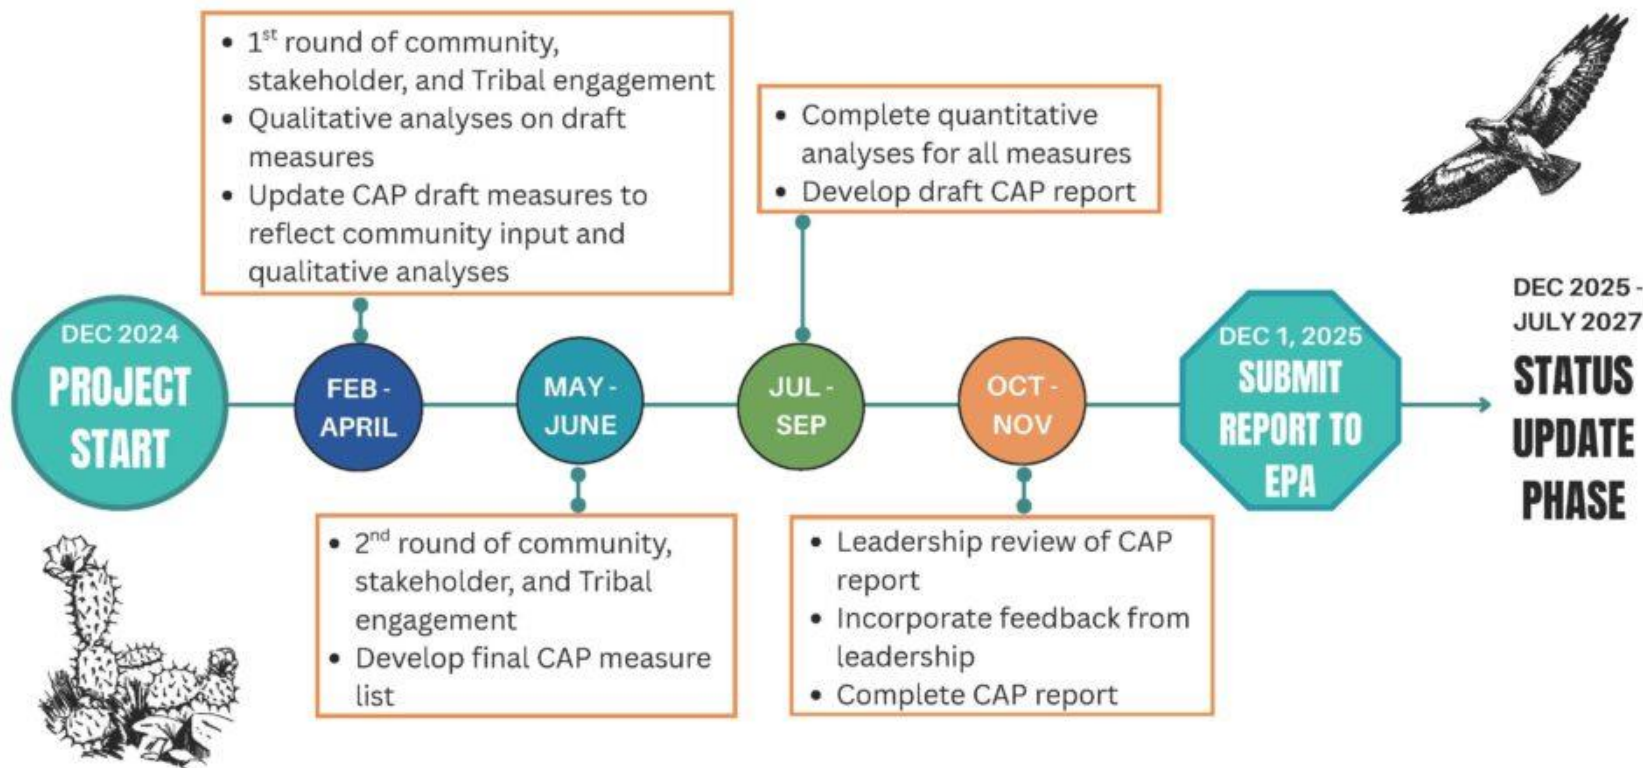 DEC 2024
PROJECT
START
• 1st round of community,
stakeholder, and Tribal engagement
• Qualitative analyses on draft
measures
• Update CAP draft measures to
reflect community input and
qualitative analyses
FEB -
APRIL
MAY -
JUNE
• 2nd round of community,
stakeholder, and Tribal
engagement
• Develop final CAP measure
list
• Complete quantitative
analyses for all measures
• Develop draft CAP report
JUL -
SEP
OCT -
NOV
• Leadership review of CAP
report
• Incorporate feedback from
leadership
• Complete CAP report
DEC 1, 2025
SUBMIT
REPORT TO
EPA
DEC 2025 -
JULY 2027
STATUS
UPDATE
PHASE